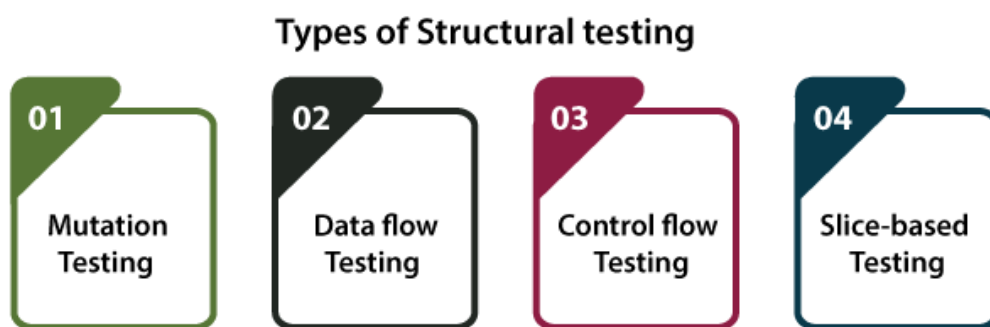 Types of Structural testing
01
Mutation
Testing
02
Data flow
Testing
03
Control flow
Testing
04
Slice-based
Testing